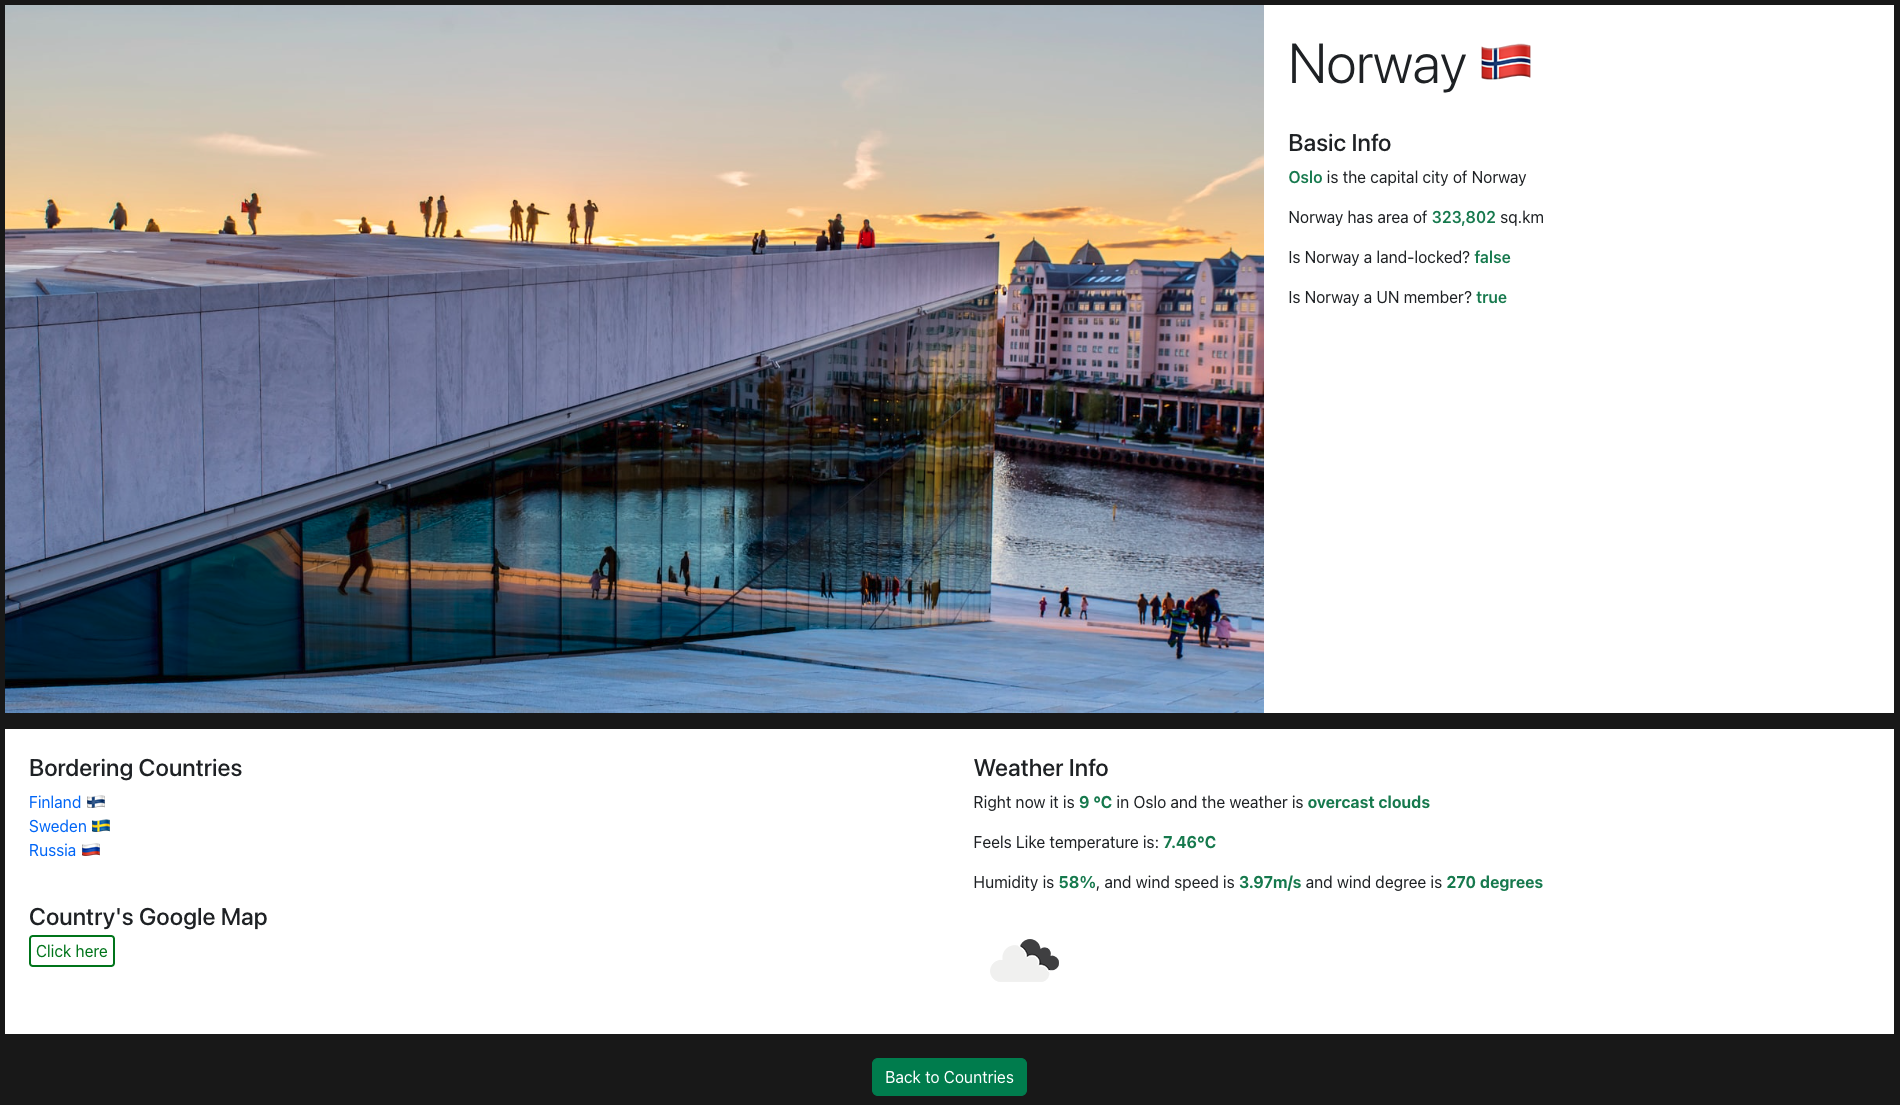 Norway 🇳🇴
Basic Info
Oslo is the capital city of Norway
Norway has area of 323,802 sq.km
Is Norway a land-locked? false
Is Norway a UN member? true
Bordering Countries
Finland 🇫🇮
Sweden 🇸🇪
Russia 🇷🇺
Country's Google Map
Click here
Weather Info
Right now it is 9 °C in Oslo and the weather is overcast clouds
Feels Like temperature is: 7.46°C
Humidity is 58%, and wind speed is 3.97m/s and wind degree is 270 degrees
Back to Countries